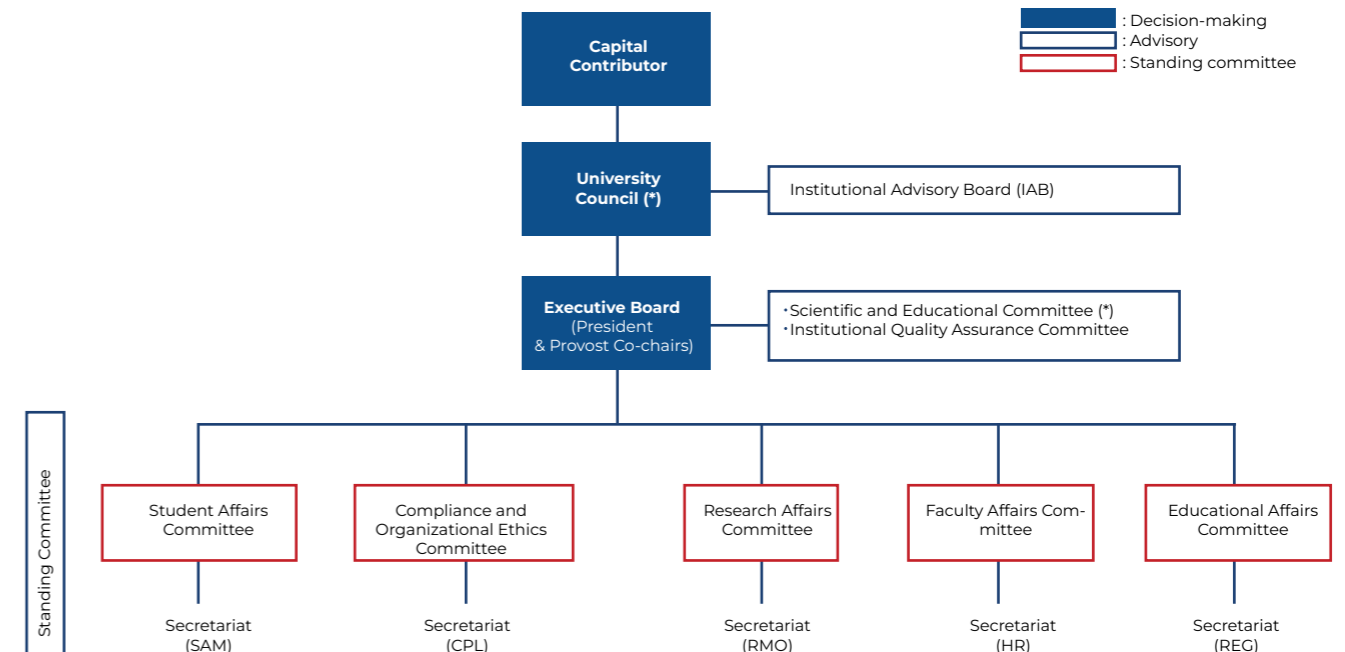 : Decision-making
: Advisory
: Standing committee
Capital
Contributor
University
Council (*)
Institutional Advisory Board (IAB)
Executive Board
(President
& Provost Co-chairs)
·Scientific and Educational Committee (*)
·Institutional Quality Assurance Committee
Standing Committee
Student Affairs
Committee
Compliance and
Organizational Ethics
Committee
Research Affairs
Committee
Faculty Affairs Com-
mittee
Educational Affairs
Committee
Secretariat
(SAM)
Secretariat
(CPL)
Secretariat
(RMO)
Secretariat
(HR)
Secretariat
(REG)